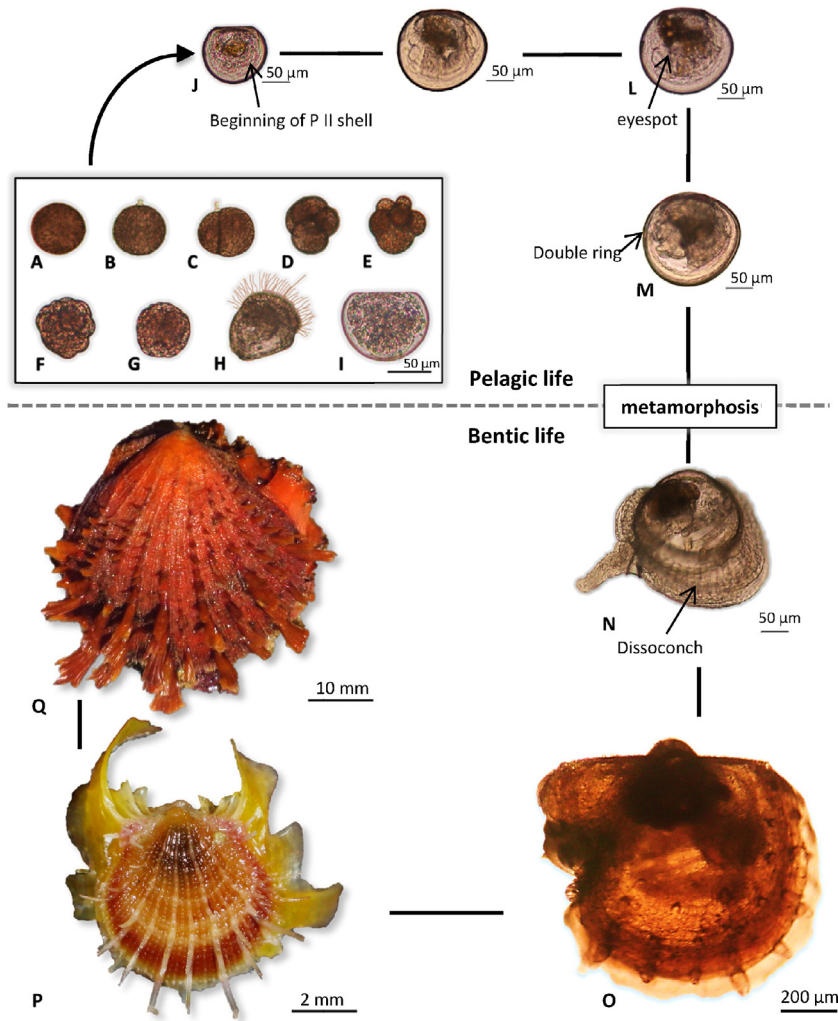 J
50 µm
Beginning of P II shell
50 µm
L
50 µm
eyespot
A
B
C
D
E
F
G
H
I
50 µm
Double ring
M
50 µm
Pelagic life
metamorphosis
Bentic life
N
50 µm
Dissoconch
Q
10 mm
P
2 mm
O
200 µm